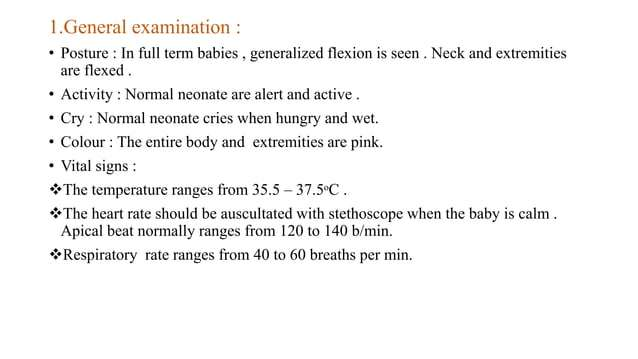 1.General examination :
• Posture : In full term babies , generalized flexion is seen . Neck and extremities
are flexed .
• Activity : Normal neonate are alert and active .
• Cry : Normal neonate cries when hungry and wet.
• Colour : The entire body and  extremities are pink.
• Vital signs :
❖The temperature ranges from 35.5 – 37.5ºC .
❖The heart rate should be auscultated with stethoscope when the baby is calm .
Apical beat normally ranges from 120 to 140 b/min.
❖Respiratory  rate ranges from 40 to 60 breaths per min.